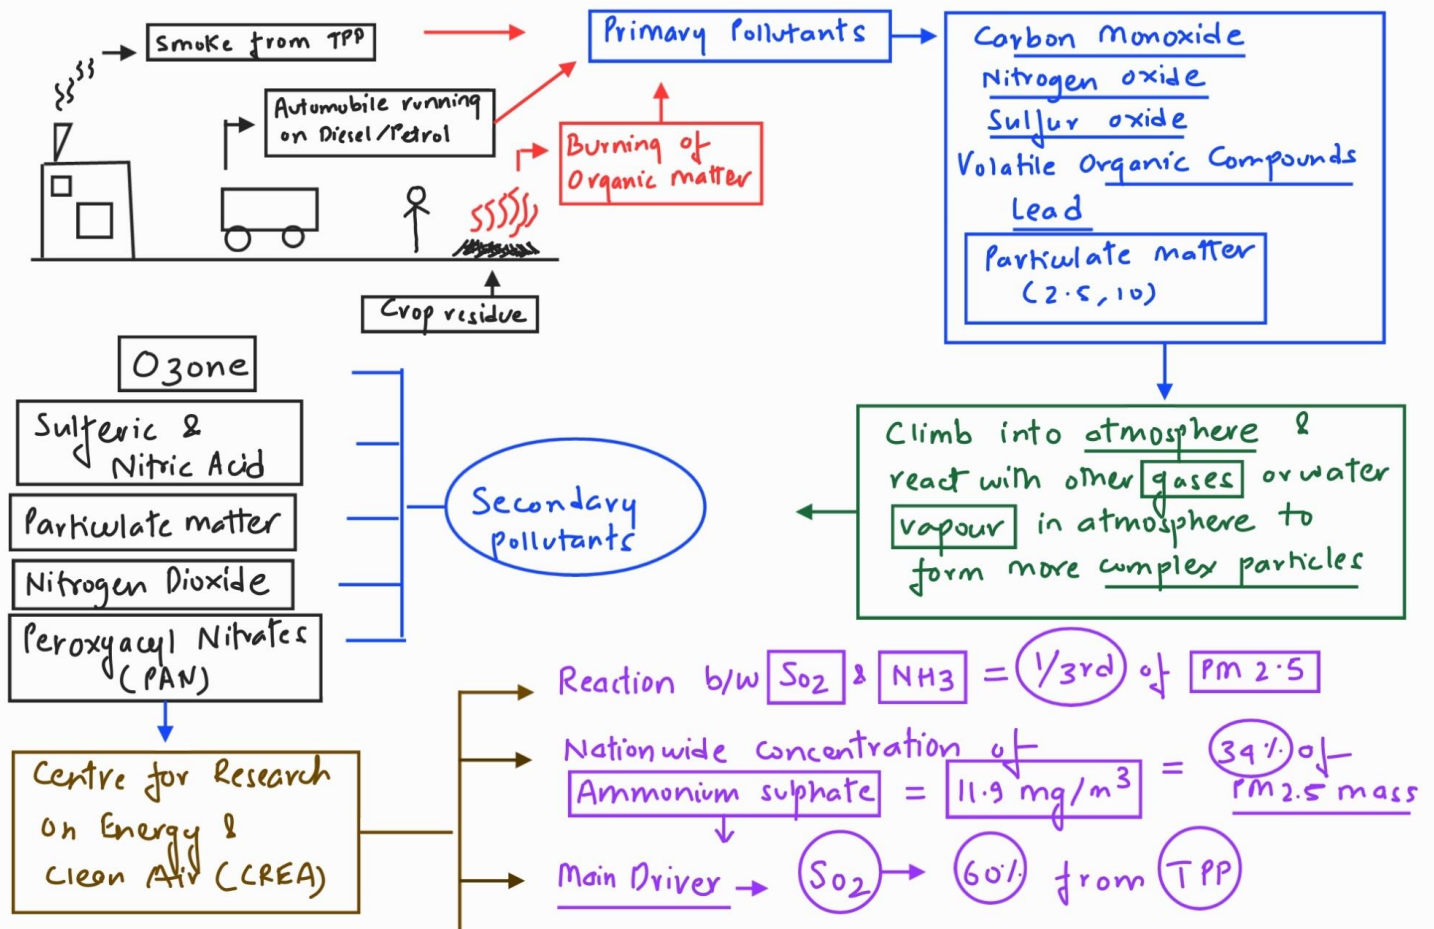 Smoke from TPP
Primary Pollutants
Automobile running
on Diesel/Petrol
Burning of
Organic matter
Crop residue
Carbon Monoxide
Nitrogen oxide
Sulfur oxide
Volatile Organic Compounds
Lead
Particulate matter
(2.5, 10)
Climb into atmosphere &
react with other gases or water
vapour in atmosphere to
form more complex particles
Secondary
pollutants
O3one
Sulferic &
Nitric Acid
Particulate matter
Nitrogen Dioxide
Peroxyacyl Nitrates
(PAN)
Centre for Research
on Energy &
Clean Air (CREA)
Reaction b/w SO2 & NH3 = 1/3rd of PM 2.5
Nationwide concentration of
Ammonium sulphate = 11.9 mg/m3 = 34% of
PM 2.5 mass
Main Driver → SO2 → 60% from TPP